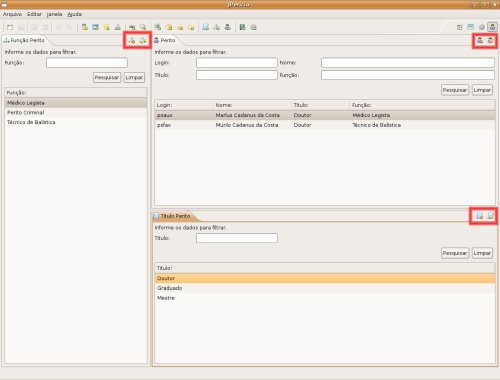 jPericia
Arquivo Editar Janela Ajuda
Função Perito
Informe os dados para filtrar.
Função:
Pesquisar Limpar
Função:
Médico Legista
Perito Criminal
Técnico de Balística
Perito
Informe os dados para filtrar.
Login: Nome:
Título: Função:
Pesquisar Limpar
Login: Nome: Título: Função:
psaux Marlus Cadanus da Costa Doutor Médico Legista
psfax Murilo Cadanus da Costa Doutor Técnico de Balística
Título Perito
Informe os dados para filtrar.
Título:
Pesquisar Limpar
Título:
Doutor
Graduado
Mestre